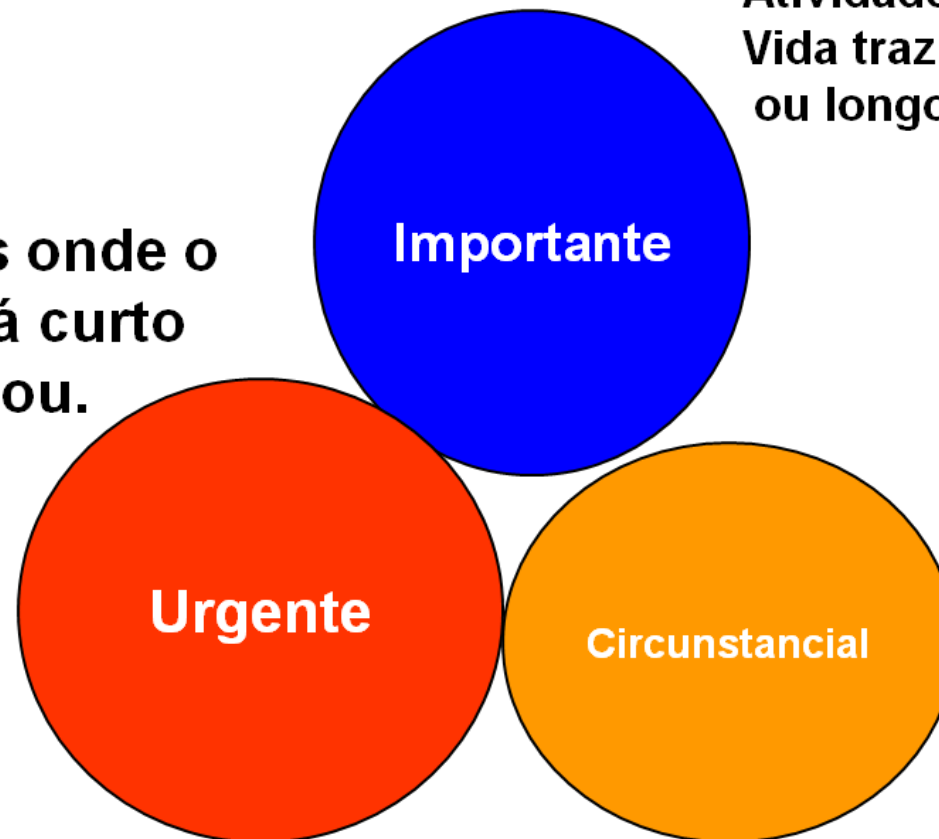 Vida traz
ou longo
Importante
s onde o
á curto
ou.
Urgente
Circunstancial